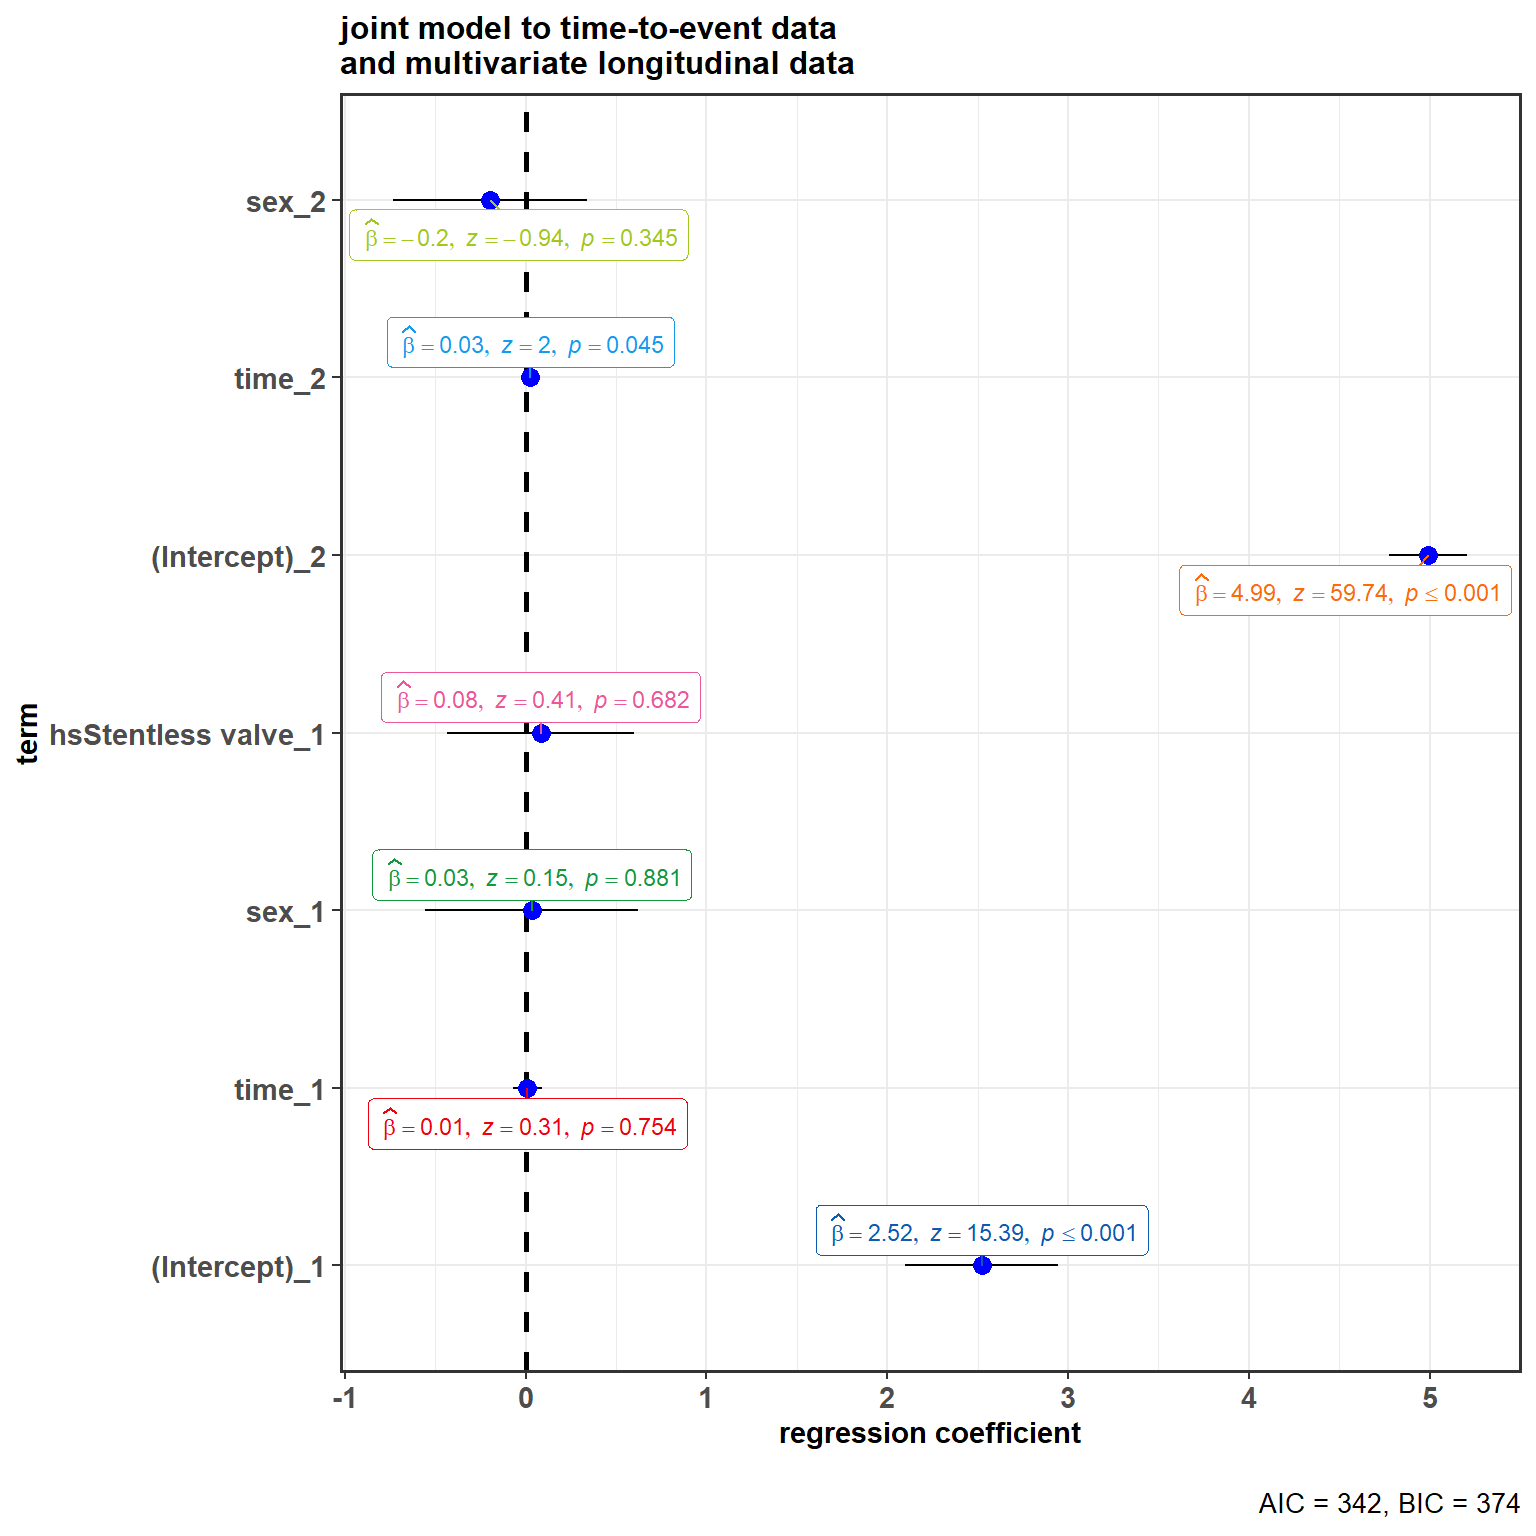 joint model to time-to-event data
and multivariate longitudinal data
term
sex_2
β̂ = −0.2, z = −0.94, p = 0.345
time_2
β̂ = 0.03, z = 2, p = 0.045
(Intercept)_2
β̂ = 4.99, z = 59.74, p ≤ 0.001
hsStentless valve_1
β̂ = 0.08, z = 0.41, p = 0.682
sex_1
β̂ = 0.03, z = 0.15, p = 0.881
time_1
β̂ = 0.01, z = 0.31, p = 0.754
(Intercept)_1
β̂ = 2.52, z = 15.39, p ≤ 0.001
-1 0 1 2 3 4 5
regression coefficient
AIC = 342, BIC = 374